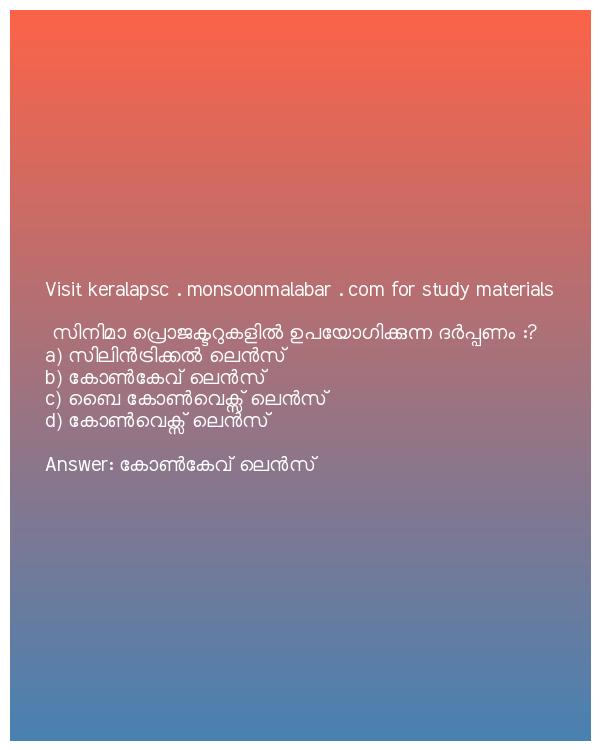 Visit keralapsc . monsoonmalabar . com for study materials
സിനിമാ പ്രൊജക്ടറുകളിൽ ഉപയോഗിക്കുന്ന ദർപ്പണം :?
a) സിലിൻട്രിക്കൽ ലെൻസ്
b) കോൺകേവ് ലെൻസ്
c) ബൈ കോൺവെക്സ് ലെൻസ്
d) കോൺവെക്സ് ലെൻസ്
Answer: കോൺകേവ് ലെൻസ്